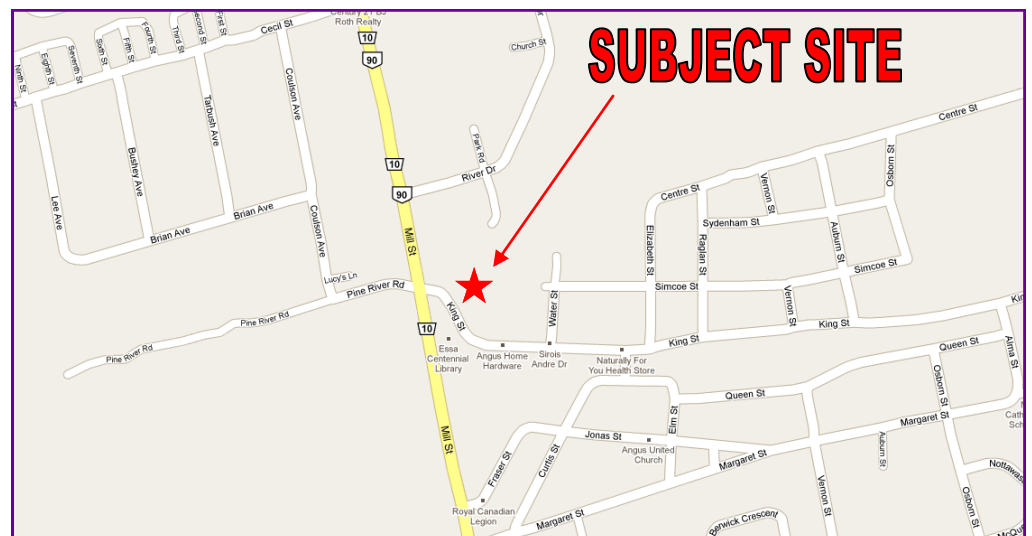 Century 21 BJ
Roth Realty
10
90
SUBJECT SITE
First St
Second St
Third St
Fourth St
Fifth St
Sixth St
Seventh St
Eighth St
Ninth St
Cecil St
Church St
Coulson Ave
Tarbush Ave
Bushey Ave
Lee Ave
Brian Ave
Brian Ave
Coulson Ave
10
90
Park Rd
River Dr
Centre St
Centre St
Osborn St
Vernon St
Sydenham St
Auburn St
Elizabeth St
Raglan St
Mill St
Simcoe St
Simcoe St
Lucy's Ln
Pine River Rd
Pine River Rd
Pine River Rd
King St
Water St
Vernon St
King St
King St
10
Essa
Centennial
Library
Angus Home
Hardware
Sirois
Andre Dr
Naturally For
You Health Store
Queen St
Alma St
Osborn St
Queen St
Elm St
Margaret St
Jonas St
Mill St
Angus United
Church
Auburn St
Margaret St
Fraser St
Curtis St
Vernon St
Nottawas
Osborn St
Royal Canadian
Legion
Margaret St
Berwick Crescent